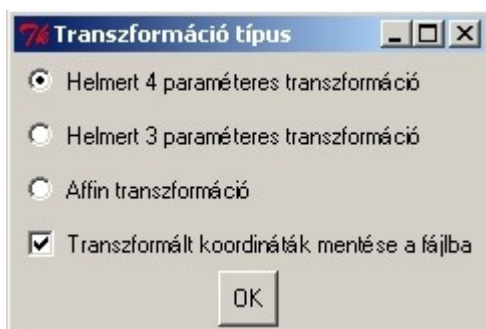 Transzformáció típus
Helmert 4 paraméteres transzformáció
Helmert 3 paraméteres transzformáció
Affin transzformáció
Transzformált koordináták mentése a fájlba
OK